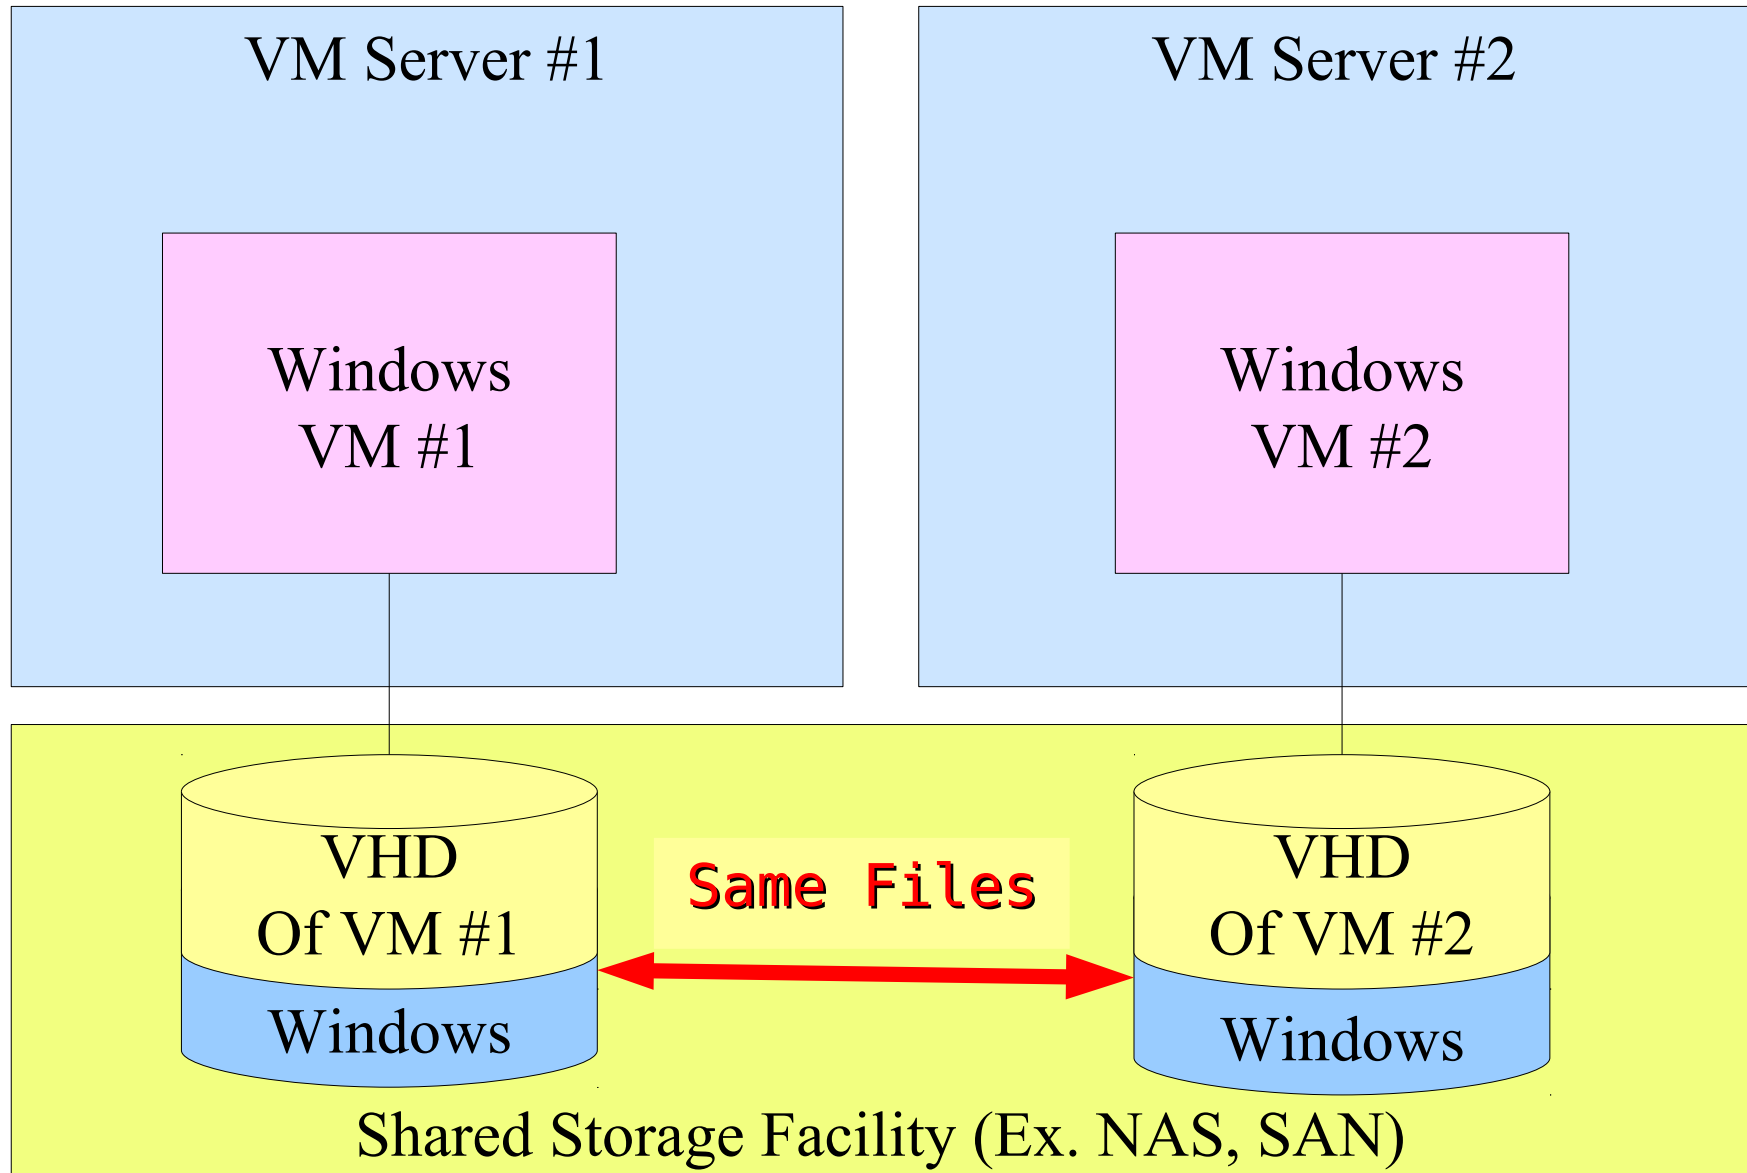 VM Server #1
VM Server #2
Windows
VM #1
Windows
VM #2
VHD
Of VM #1
Windows
Same Files
VHD
Of VM #2
Windows
Shared Storage Facility (Ex. NAS, SAN)